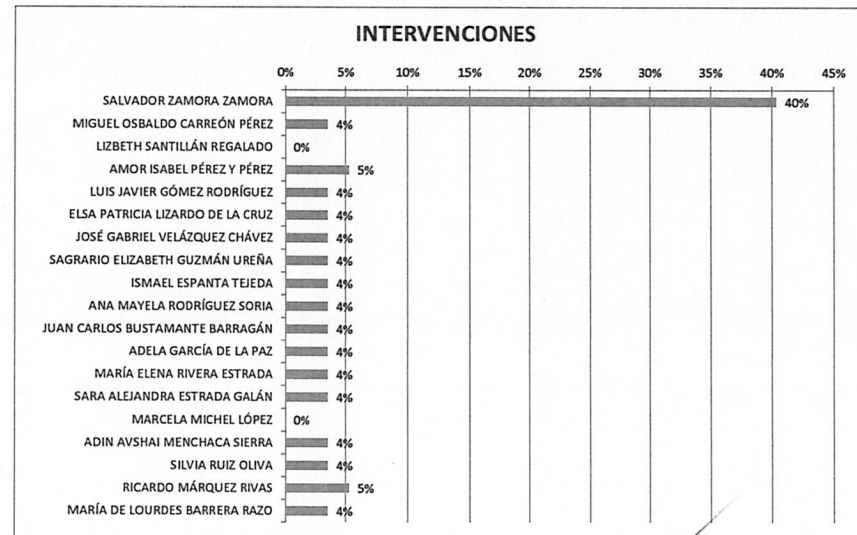 INTERVENCIONES
0% 5% 10% 15% 20% 25% 30% 35% 40% 45%
SALVADOR ZAMORA ZAMORA 40%
MIGUEL OSBALDO CARREÓN PÉREZ 4%
LIZBETH SANTILLÁN REGALADO 0%
AMOR ISABEL PÉREZ Y PÉREZ 5%
LUIS JAVIER GÓMEZ RODRÍGUEZ 4%
ELSA PATRICIA LIZARDO DE LA CRUZ 4%
JOSÉ GABRIEL VELÁZQUEZ CHÁVEZ 4%
SAGRARIO ELIZABETH GUZMÁN UREÑA 4%
ISMAEL ESPANTA TEJEDA 4%
ANA MAYELA RODRÍGUEZ SORIA 4%
JUAN CARLOS BUSTAMANTE BARRAGÁN 4%
ADELA GARCÍA DE LA PAZ 4%
MARÍA ELENA RIVERA ESTRADA 4%
SARA ALEJANDRA ESTRADA GALÁN 4%
MARCELA MICHEL LÓPEZ 0%
ADIN AVSHAI MENCHACA SIERRA 4%
SILVIA RUIZ OLIVA 4%
RICARDO MÁRQUEZ RIVAS 5%
MARÍA DE LOURDES BARRERA RAZO 4%